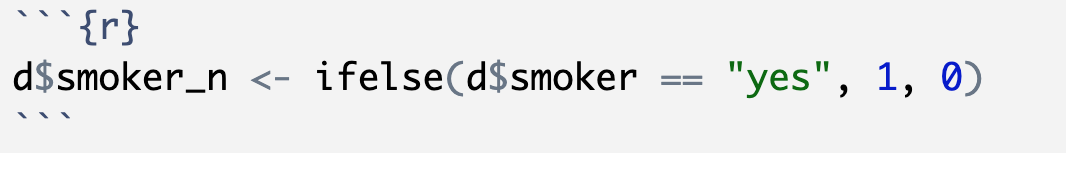 ```{r}
d$smoker_n <- ifelse(d$smoker == "yes", 1, 0)
```